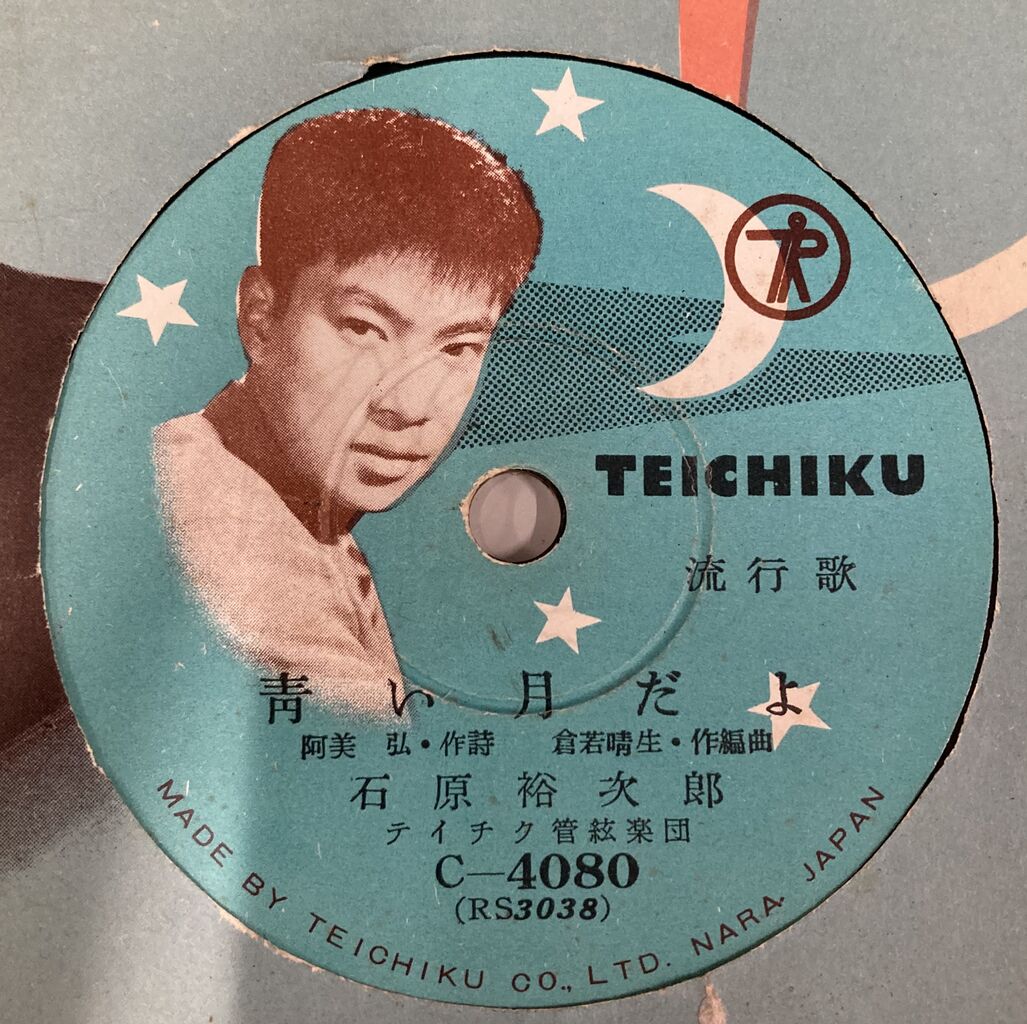 TEICHIKU
流行歌
靑い月だよ
阿美 弘・作詩 倉若晴生・作編曲
石原裕次郎
テイチク管絃楽団
C—4080
(RS3038)
MADE BY TEICHIKU CO., LTD. NARA. JAPAN